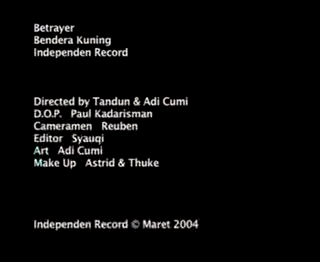 Betrayer
Bendera Kuning
Independen Record
Directed by Tandun & Adi Cumi
D.O.P. Paul Kadarisman
Cameramen Reuben
Editor Syauqi
Art Adi Cumi
Make Up Astrid & Thuke
Independen Record © Maret 2004